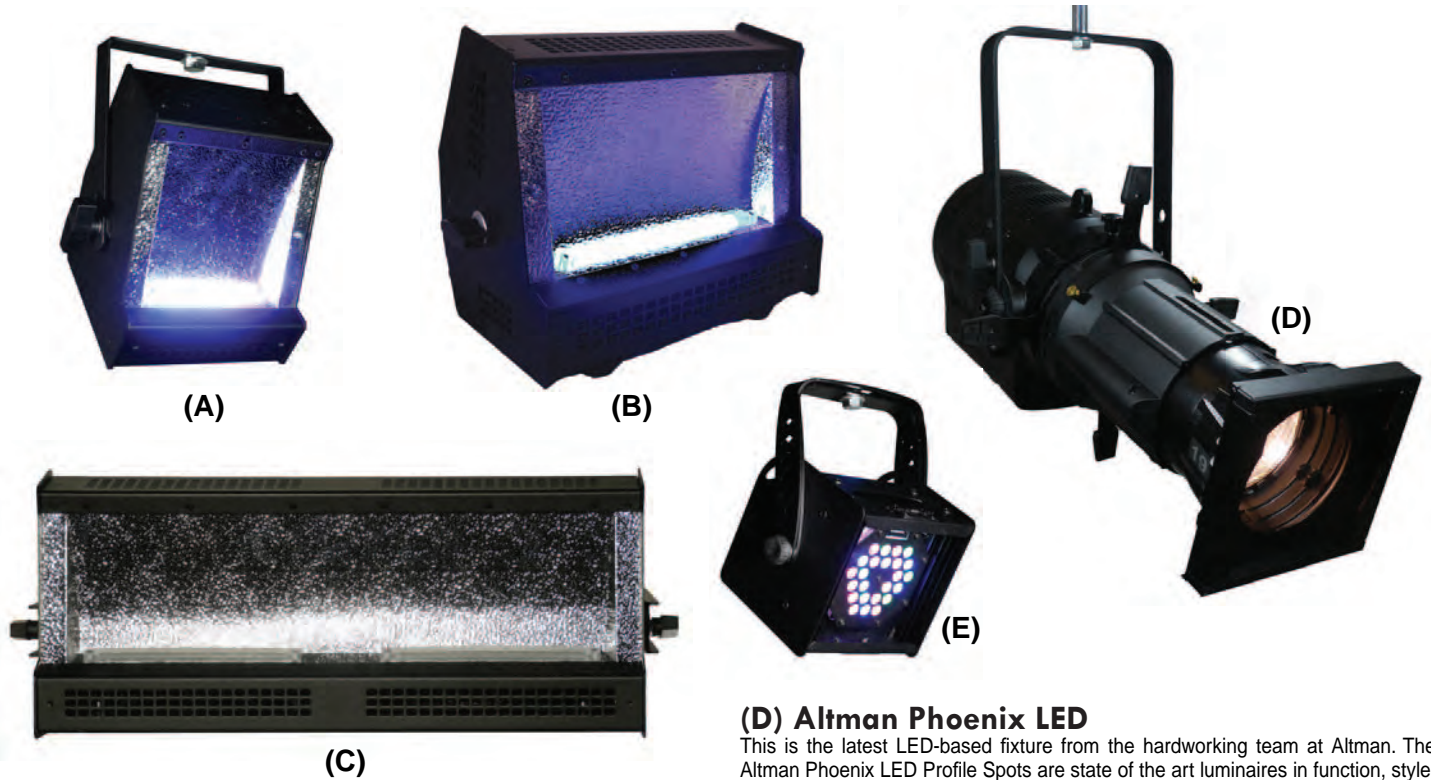 (A)
(B)
(D)
(E)
(C)
19
(D) Altman Phoenix LED
This is the latest LED-based fixture from the hardworking team at Altman. The
Altman Phoenix LED Profile Spots are state of the art luminaires in function, style